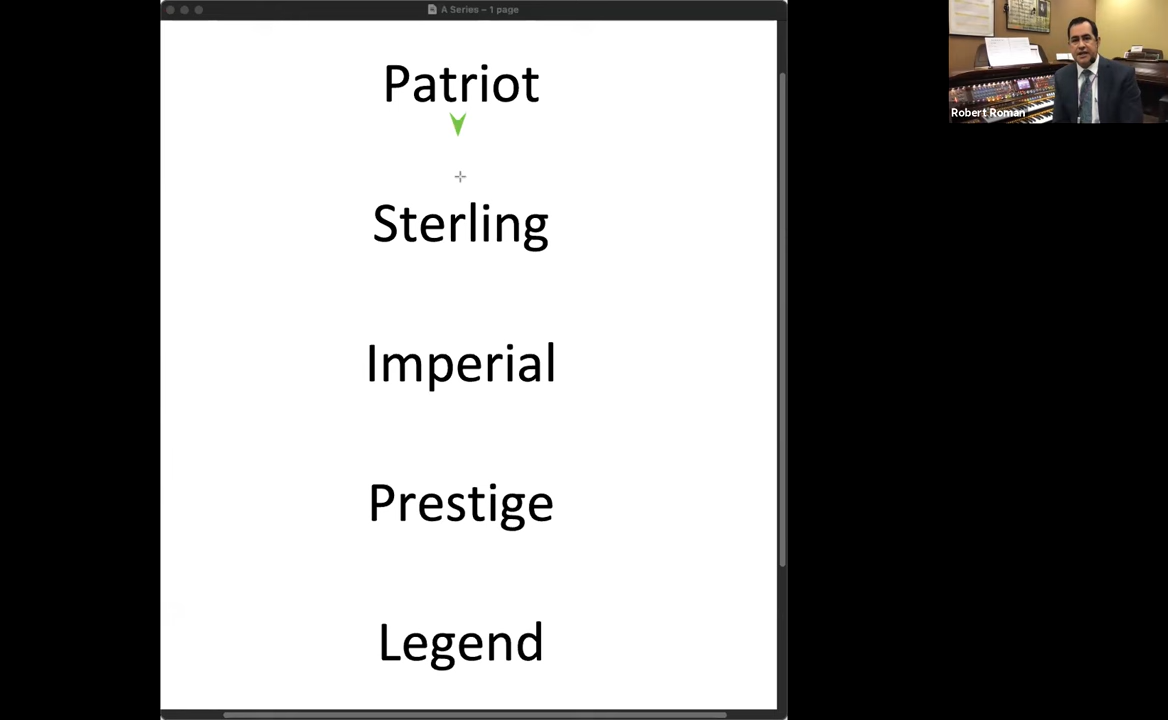 A Series – 1 page
Patriot
Sterling
Imperial
Prestige
Legend
Robert Roman